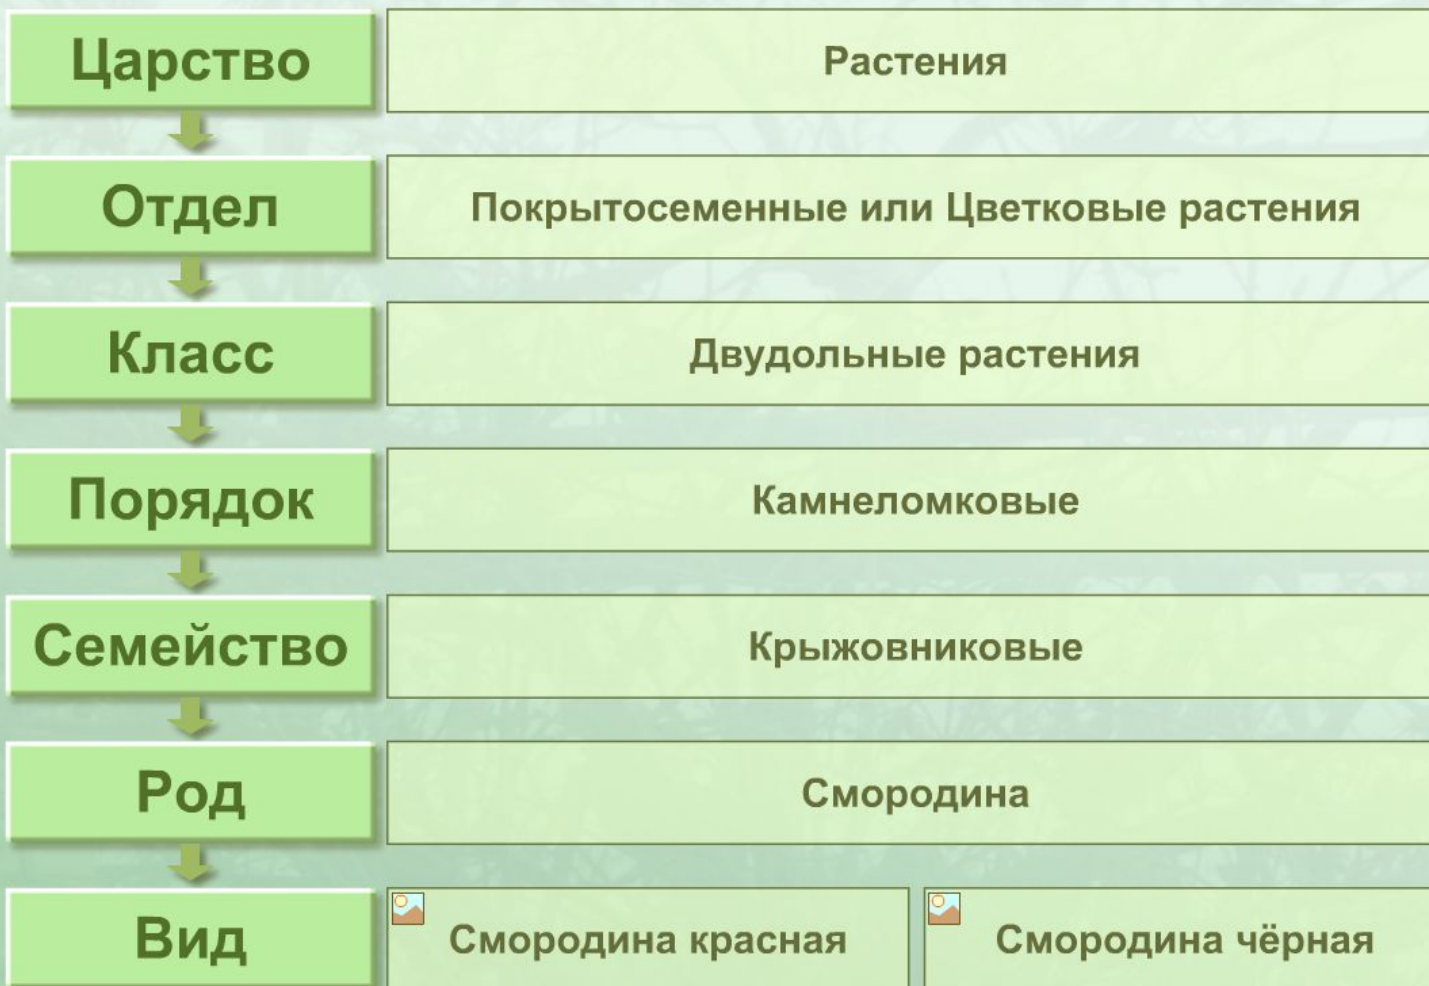 Царство
Растения
Отдел
Покрытосеменные или Цветковые растения
Класс
Двудольные растения
Порядок
Камнеломковые
Семейство
Крыжовниковые
Род
Смородина
Вид
Смородина красная
Смородина чёрная